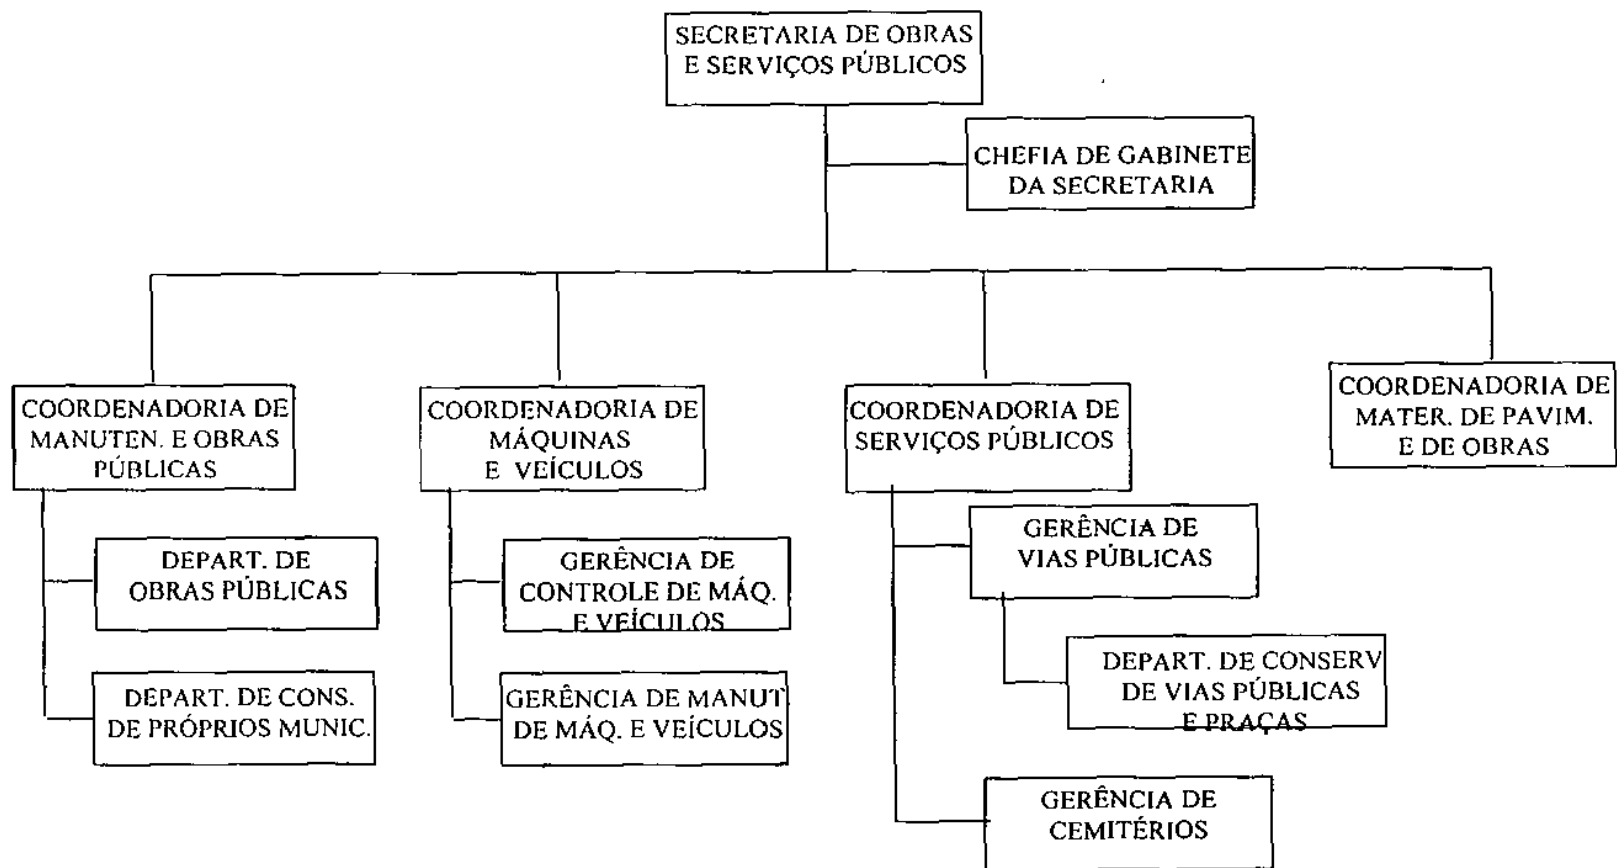 SECRETARIA DE OBRAS
E SERVIÇOS PÚBLICOS
CHEFIA DE GABINETE
DA SECRETARIA
COORDENADORIA DE
MANUTEN. E OBRAS
PÚBLICAS
COORDENADORIA DE
MÁQUINAS
E VEÍCULOS
COORDENADORIA DE
SERVIÇOS PÚBLICOS
COORDENADORIA DE
MATER. DE PAVIM.
E DE OBRAS
DEPART. DE
OBRAS PÚBLICAS
DEPART. DE CONS.
DE PRÓPRIOS MUNIC.
GERÊNCIA DE
CONTROLE DE MÁQ.
E VEÍCULOS
GERÊNCIA DE MANUT
DE MÁQ. E VEÍCULOS
GERÊNCIA DE
VIAS PÚBLICAS
DEPART. DE CONSERV
DE VIAS PÚBLICAS
E PRAÇAS
GERÊNCIA DE
CEMITÉRIOS